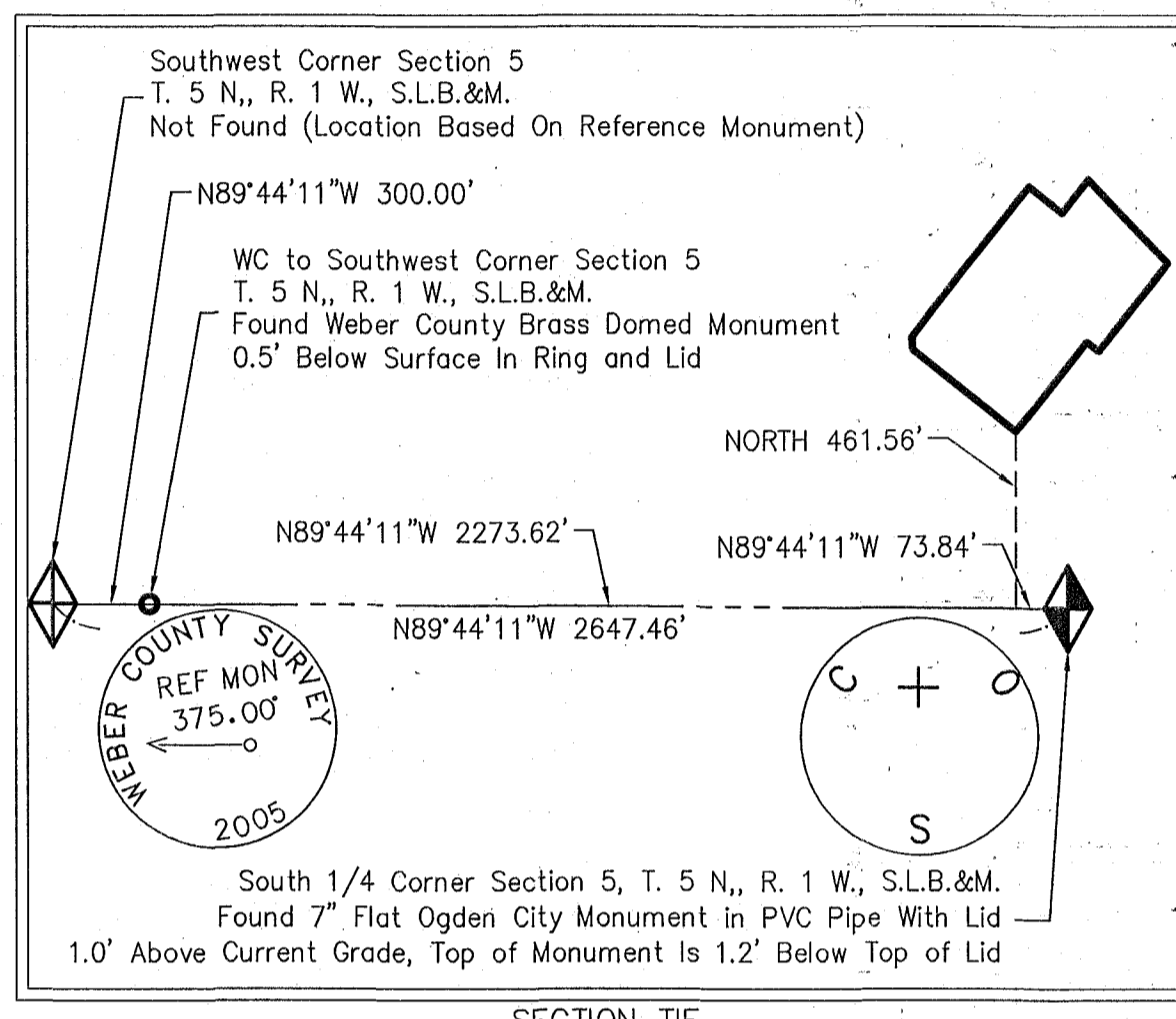 Southwest Corner Section 5
T. 5 N,, R. 1 W., S.L.B.&M.
Not Found (Location Based On Reference Monument)
N89°44'11"W 300.00'
WC to Southwest Corner Section 5
T. 5 N,, R. 1 W., S.L.B.&M.
Found Weber County Brass Domed Monument
0.5' Below Surface In Ring and Lid
NORTH 461.56'
N89°44'11"W 2273.62'
N89°44'11"W 73.84'
N89°44'11"W 2647.46'
WEBER COUNTY SURVEY
REF MON
375.00'
2005
C O
S
South 1/4 Corner Section 5, T. 5 N,, R. 1 W., S.L.B.&M.
Found 7" Flat Ogden City Monument in PVC Pipe With Lid
1.0' Above Current Grade, Top of Monument Is 1.2' Below Top of Lid
SECTION TIE